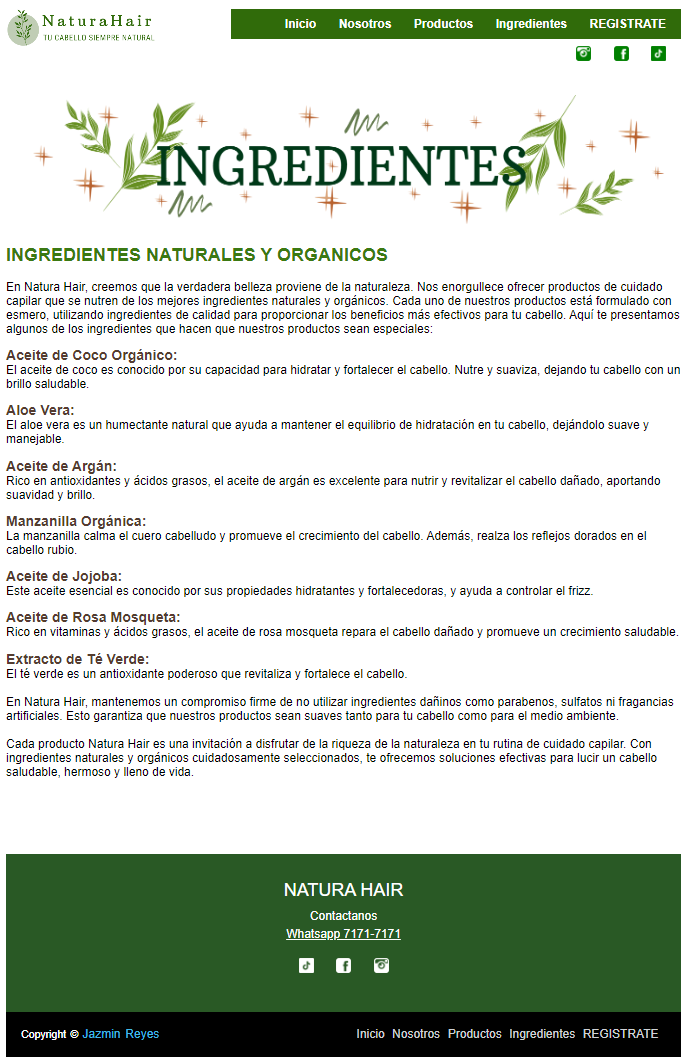 NaturaHair
TU CABELLO SIEMPRE NATURAL
Inicio Nosotros Productos Ingredientes REGISTRATE
INGREDIENTES
INGREDIENTES NATURALES Y ORGANICOS
En Natura Hair, creemos que la verdadera belleza proviene de la naturaleza. Nos enorgullece ofrecer productos de cuidado
capilar que se nutren de los mejores ingredientes naturales y orgánicos. Cada uno de nuestros productos está formulado con
esmero, utilizando ingredientes de calidad para proporcionar los beneficios más efectivos para tu cabello. Aquí te presentamos
algunos de los ingredientes que hacen que nuestros productos sean especiales:
Aceite de Coco Orgánico:
El aceite de coco es conocido por su capacidad para hidratar y fortalecer el cabello. Nutre y suaviza, dejando tu cabello con un
brillo saludable.
Aloe Vera:
El aloe vera es un humectante natural que ayuda a mantener el equilibrio de hidratación en tu cabello, dejándolo suave y
manejable.
Aceite de Argán:
Rico en antioxidantes y ácidos grasos, el aceite de argán es excelente para nutrir y revitalizar el cabello dañado, aportando
suavidad y brillo.
Manzanilla Orgánica:
La manzanilla calma el cuero cabelludo y promueve el crecimiento del cabello. Además, realza los reflejos dorados en el
cabello rubio.
Aceite de Jojoba:
Este aceite esencial es conocido por sus propiedades hidratantes y fortalecedoras, y ayuda a controlar el frizz.
Aceite de Rosa Mosqueta:
Rico en vitaminas y ácidos grasos, el aceite de rosa mosqueta repara el cabello dañado y promueve un crecimiento saludable.
Extracto de Té Verde:
El té verde es un antioxidante poderoso que revitaliza y fortalece el cabello.
En Natura Hair, mantenemos un compromiso firme de no utilizar ingredientes dañinos como parabenos, sulfatos ni fragancias
artificiales. Esto garantiza que nuestros productos sean suaves tanto para tu cabello como para el medio ambiente.
Cada producto Natura Hair es una invitación a disfrutar de la riqueza de la naturaleza en tu rutina de cuidado capilar. Con
ingredientes naturales y orgánicos cuidadosamente seleccionados, te ofrecemos soluciones efectivas para lucir un cabello
saludable, hermoso y lleno de vida.
NATURA HAIR
Contactanos
Whatsapp 7171-7171
Copyright © Jazmin Reyes
Inicio Nosotros Productos Ingredientes REGISTRATE